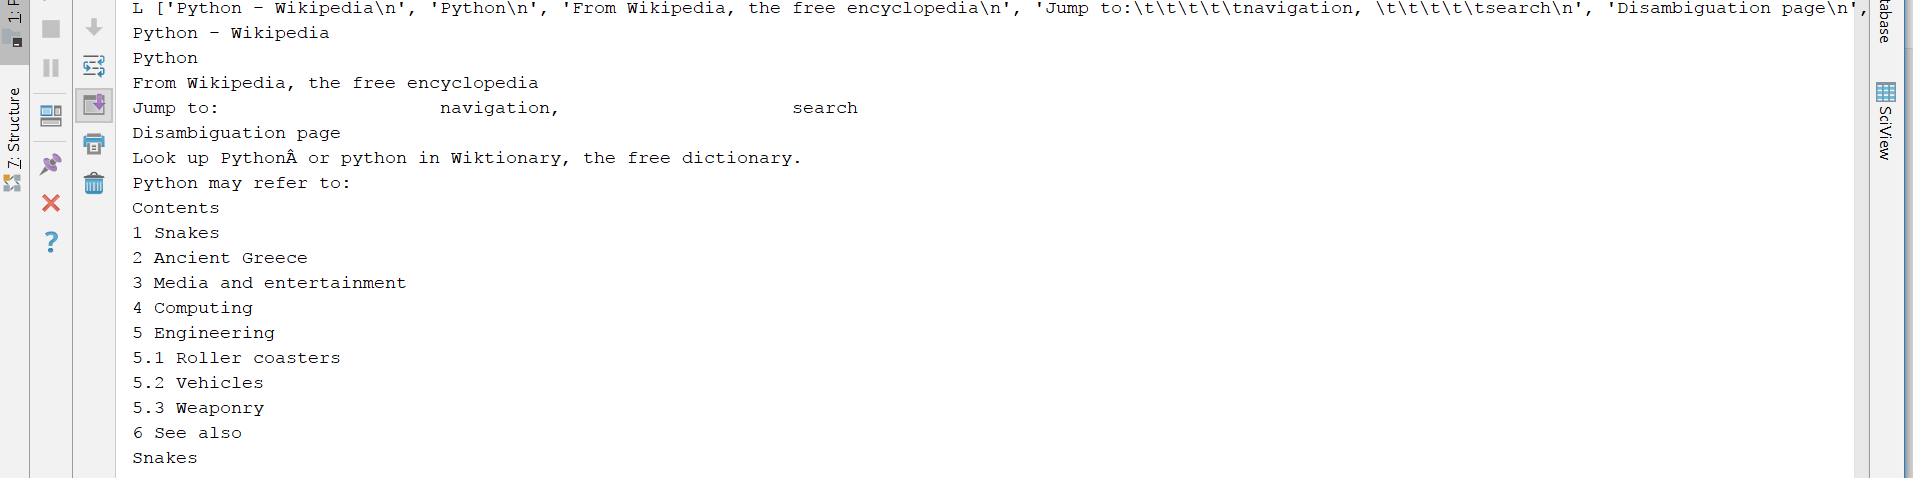 L ['Python - Wikipedia\n', 'Python\n', 'From Wikipedia, the free encyclopedia\n', 'Jump to:\t\t\t\t\tnavigation, \t\t\t\t\tsearch\n', 'Disambiguation page\n',
Python - Wikipedia
Python
From Wikipedia, the free encyclopedia
Jump to:                    navigation,                     search
Disambiguation page
Look up PythonÂ or python in Wiktionary, the free dictionary.
Python may refer to:
Contents
1 Snakes
2 Ancient Greece
3 Media and entertainment
4 Computing
5 Engineering
5.1 Roller coasters
5.2 Vehicles
5.3 Weaponry
6 See also
Snakes
1: P
7: Structure
?
tabase
SciView